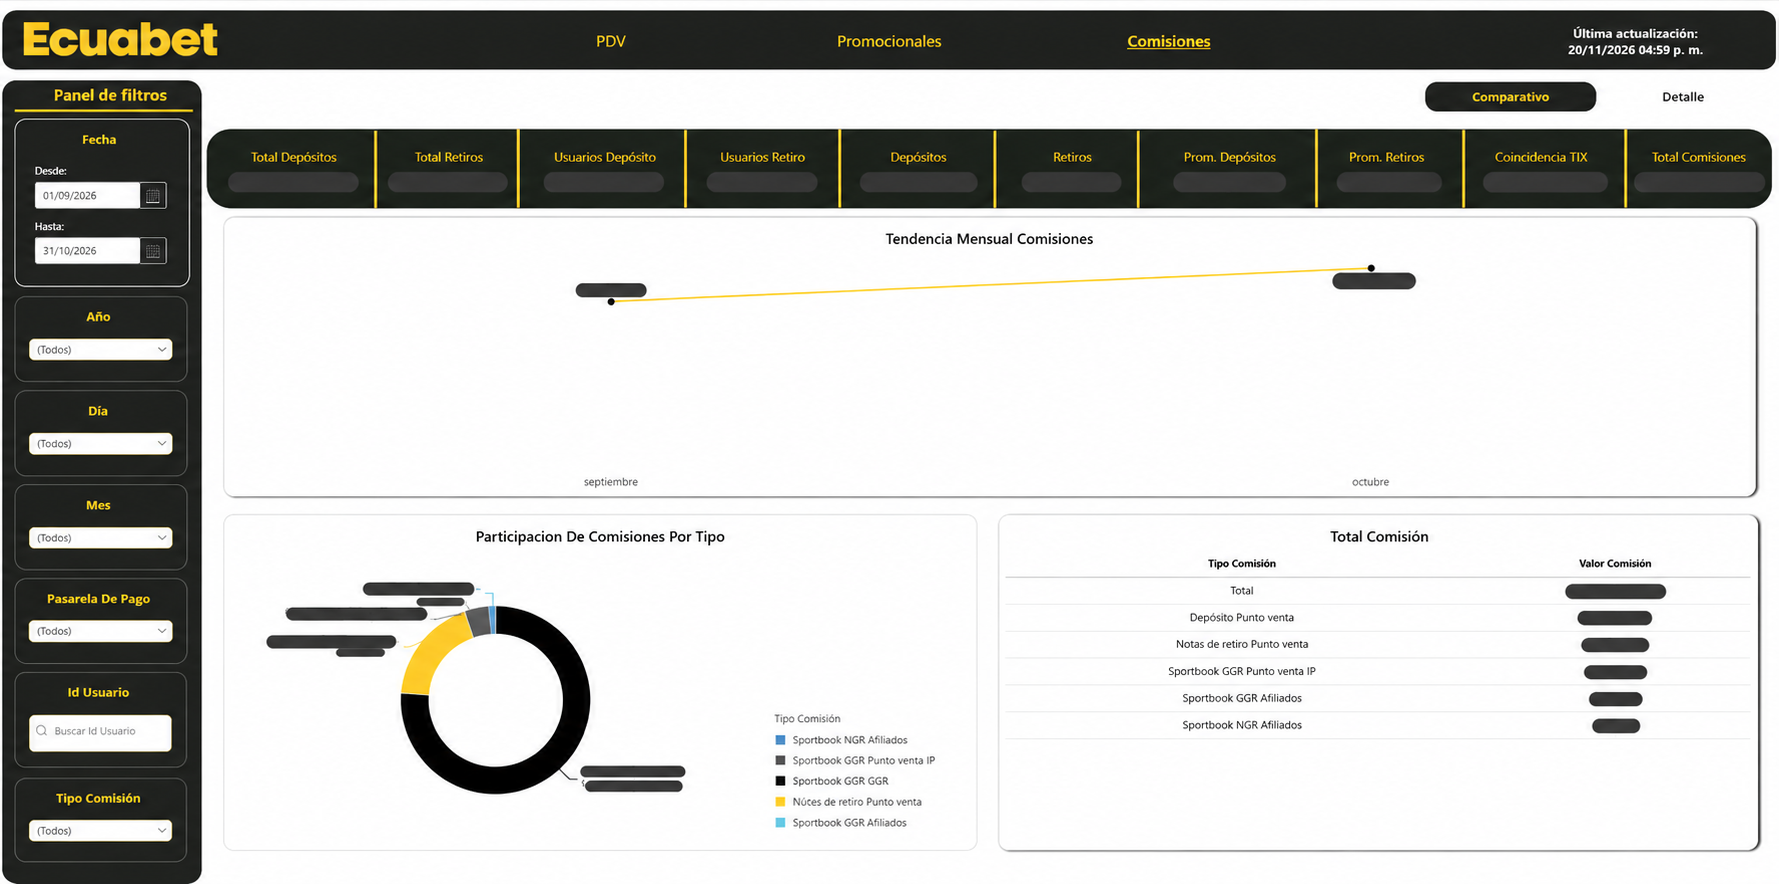 Ecuabet
PDV
Promocionales
Comisiones
Última actualización:
20/11/2026 04:59 p. m.
Panel de filtros
Fecha
Desde:
01/09/2026
Hasta:
31/10/2026
Año
(Todos)
Día
(Todos)
Mes
(Todos)
Pasarela De Pago
(Todos)
Id Usuario
Buscar Id Usuario
Tipo Comisión
(Todos)
Comparativo
Detalle
Total Depósitos
Total Retiros
Usuarios Depósito
Usuarios Retiro
Depósitos
Retiros
Prom. Depósitos
Prom. Retiros
Coincidencia TIX
Total Comisiones
Tendencia Mensual Comisiones
septiembre
octubre
Participacion De Comisiones Por Tipo
Tipo Comisión
Sportbook NGR Afiliados
Sportbook GGR Punto venta IP
Sportbook GGR GGR
Núces de retiro Punto venta
Sportbook GGR Afiliados
Total Comisión
Tipo Comisión
Valor Comisión
Total
Depósito Punto venta
Notas de retiro Punto venta
Sportbook GGR Punto venta IP
Sportbook GGR Afiliados
Sportbook NGR Afiliados